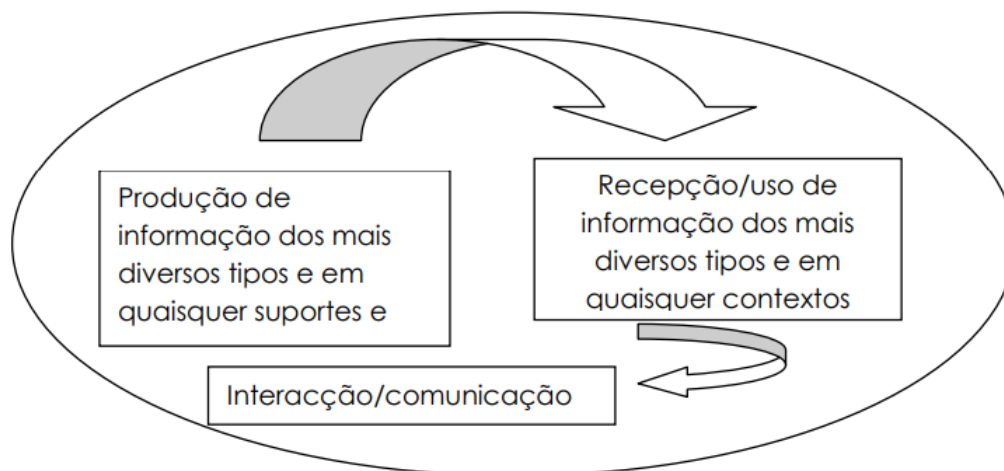 Produção de
informação dos mais
diversos tipos e em
quaisquer suportes e
Recepção/uso de
informação dos mais
diversos tipos e em
quaisquer contextos
Interacção/comunicação